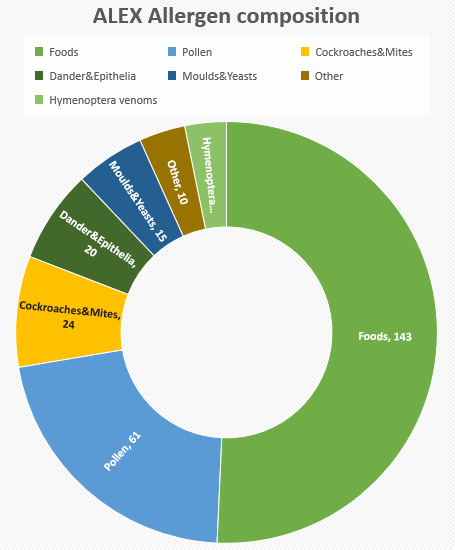 ALEX Allergen composition
Foods
Pollen
Cockroaches&Mites
Dander&Epithelia
Moulds&Yeasts
Other
Hymenoptera venoms
Hymenoptera...
Other, 10
Moulds&Yeasts, 15
Dander&Epithelia,
20
Cockroaches&Mites,
24
Foods, 143
Pollen, 61